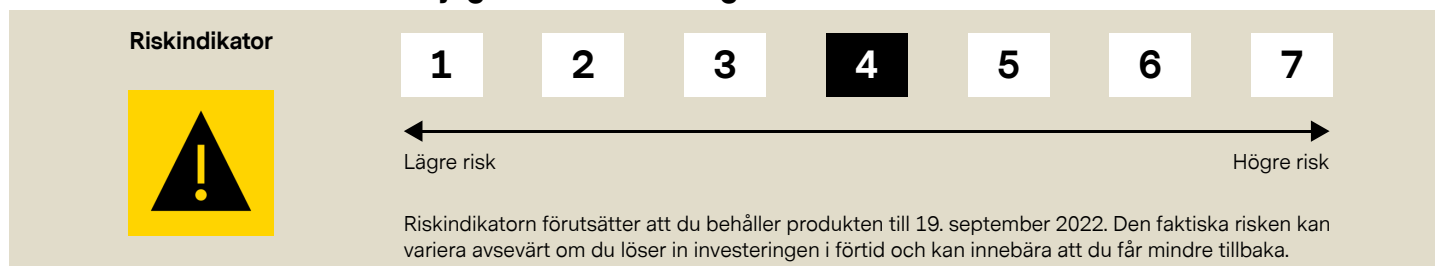 Riskindikator
1 2 3 4 5 6 7
Lägre risk Högre risk
Riskindikatorn förutsätter att du behåller produkten till 19. september 2022. Den faktiska risken kan
variera avsevärt om du löser in investeringen i förtid och kan innebära att du får mindre tillbaka.